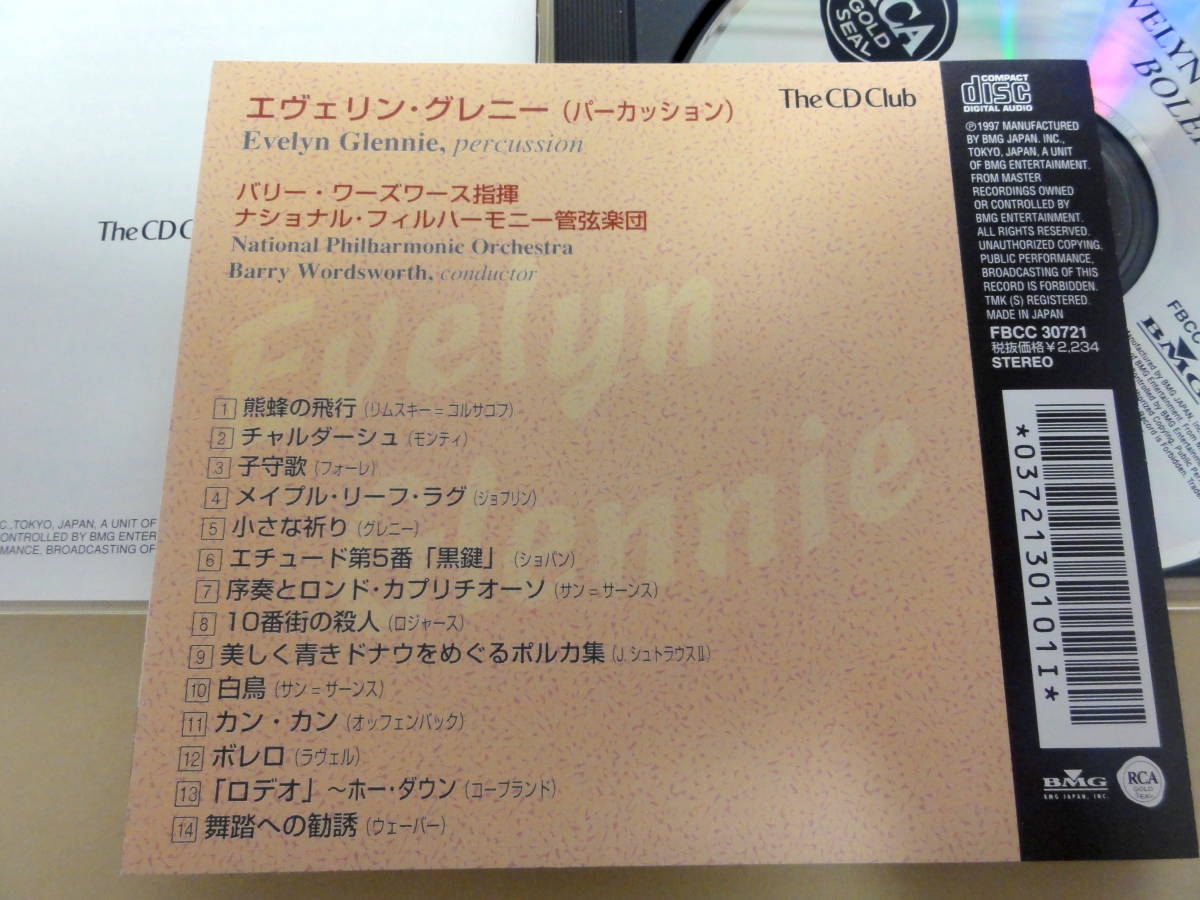 エヴェリン・グレニー（パーカッション）
Evelyn Glennie, percussion
バリー・ワーズワース指揮
ナショナル・フィルハーモニー管弦楽団
National Philharmonic Orchestra
Barry Wordsworth, conductor
The CD Club
Evelyn
Glennie
1 熊蜂の飛行（リムスキー＝コルサコフ）
2 チャルダーシュ（モンティ）
3 子守歌（フォーレ）
4 メイプル・リーフ・ラグ（ジョプリン）
5 小さな祈り（グレニー）
6 エチュード第5番「黒鍵」（ショパン）
7 序奏とロンド・カプリチオーソ（サン＝サーンス）
8 10番街の殺人（ロジャース）
9 美しく青きドナウをめぐるポルカ集（J. シュトラウスII）
10 白鳥（サン＝サーンス）
11 カン・カン（オッフェンバック）
12 ボレロ（ラヴェル）
13 「ロデオ」～ホー・ダウン（コープランド）
14 舞踏への勧誘（ウェーバー）
COMPACT
disc
DIGITAL AUDIO
℗1997 MANUFACTURED
BY BMG JAPAN. INC.,
TOKYO, JAPAN, A UNIT
OF BMG ENTERTAINMENT.
FROM MASTER
RECORDINGS OWNED
OR CONTROLLED BY
BMG ENTERTAINMENT.
ALL RIGHTS RESERVED.
UNAUTHORIZED COPYING,
PUBLIC PERFORMANCE,
BROADCASTING OF THIS
RECORD IS FORBIDDEN.
TMK (S) REGISTERED.
MADE IN JAPAN
FBCC 30721
税抜価格¥2,234
STEREO
*0372130101I*
BMG
BMG JAPAN, INC.
RCA
GOLD
SEAL
The CD C
C.,TOKYO, JAPAN, A UNIT OF
CONTROLLED BY BMG ENTER
MANCE, BROADCASTING OF
RCA
GOLD
SEAL
VELYN
BOLE
FBCC
BMG